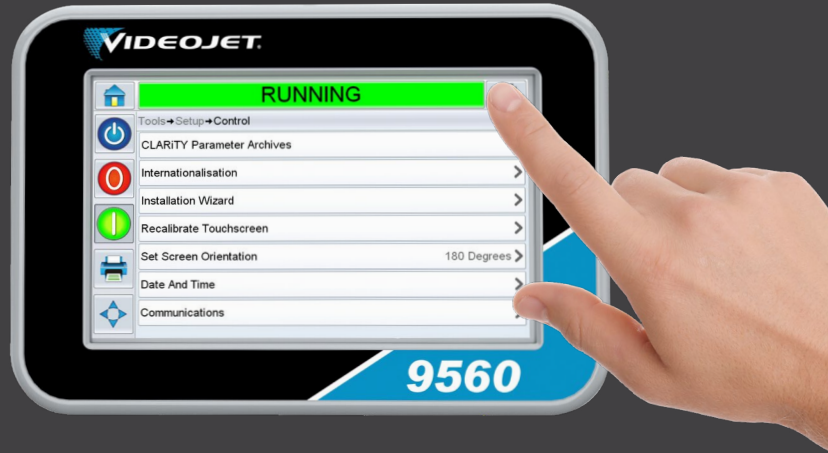 VIDEOJET.
RUNNING
Tools→Setup→Control
CLARiTY Parameter Archives
Internationalisation
Installation Wizard
Recalibrate Touchscreen
Set Screen Orientation 180 Degrees
Date And Time
Communications
9560